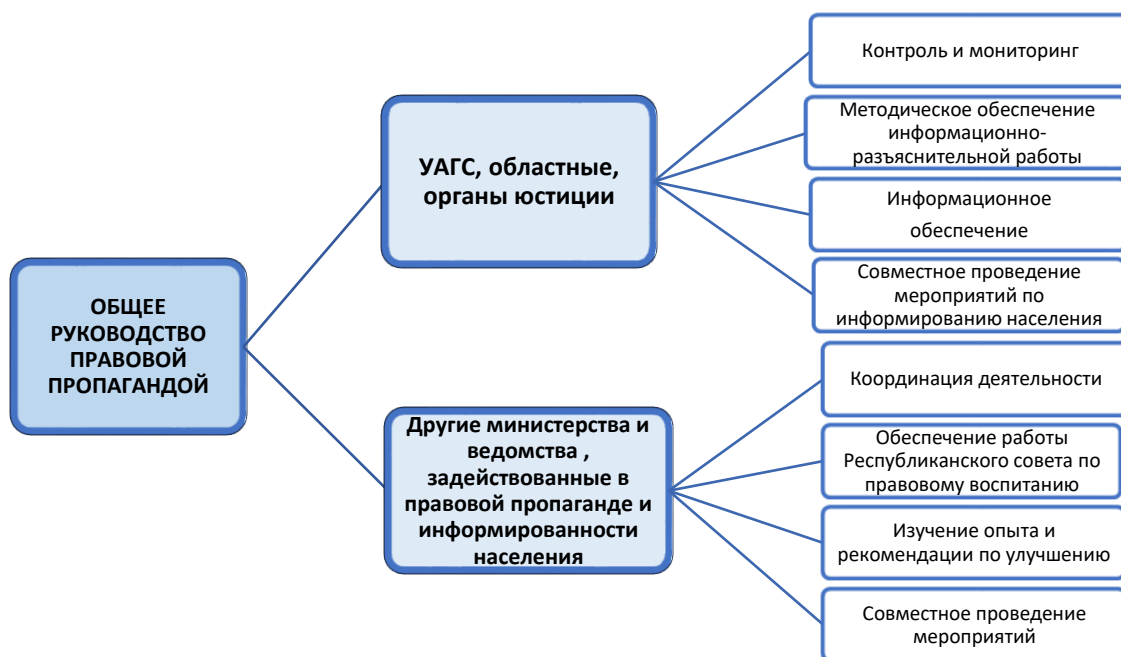 ОБЩЕЕ
РУКОВОДСТВО
ПРАВОВОЙ
ПРОПАГАНДОЙ
УАГС, областные,
органы юстиции
Контроль и мониторинг
Методическое обеспечение
информационно-
разъяснительной работы
Информационное
обеспечение
Совместное проведение
мероприятий по
информированию населения
Другие министерства и
ведомства ,
задействованные в
правовой пропаганде и
информированности
населения
Координация деятельности
Обеспечение работы
Республиканского совета по
правовому воспитанию
Изучение опыта и
рекомендации по улучшению
Совместное проведение
мероприятий